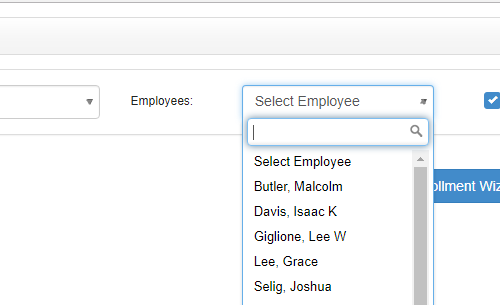 Employees:
Select Employee
Select Employee
Butler, Malcolm
Davis, Isaac K
Giglione, Lee W
Lee, Grace
Selig, Joshua
ollment Wiz